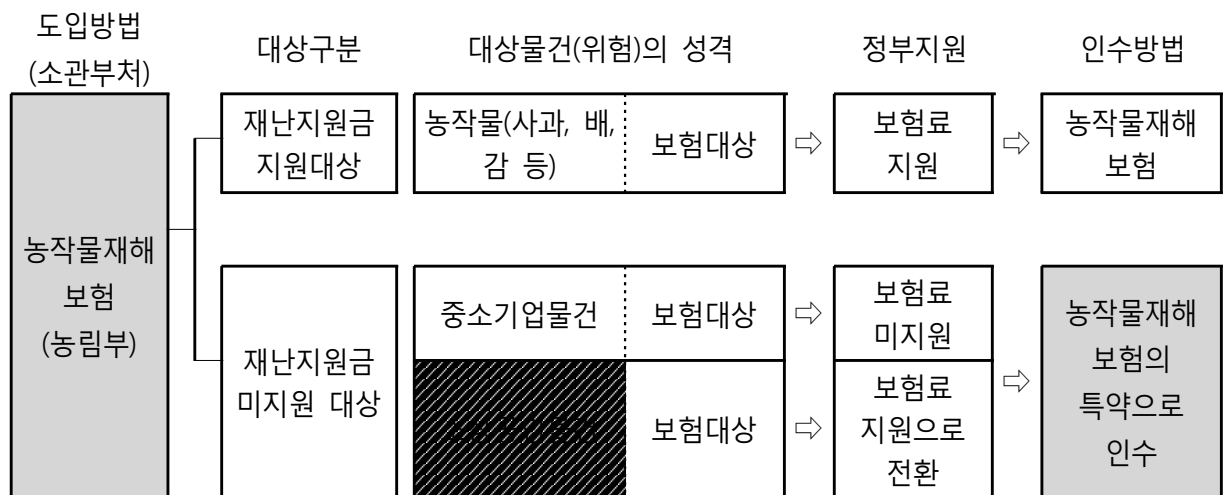 도입방법
(소관부처)
대상구분
대상물건(위험)의 성격
정부지원
인수방법
농작물재해
보험
(농림부)
재난지원금
지원대상
농작물(사과, 배,
감 등)
보험대상
⇨
보험료
지원
⇨
농작물재해
보험
재난지원금
미지원 대상
중소기업물건
보험대상
⇨
보험료
미지원
보험대상
⇨
보험료
지원으로
전환
⇨
농작물재해
보험의
특약으로
인수